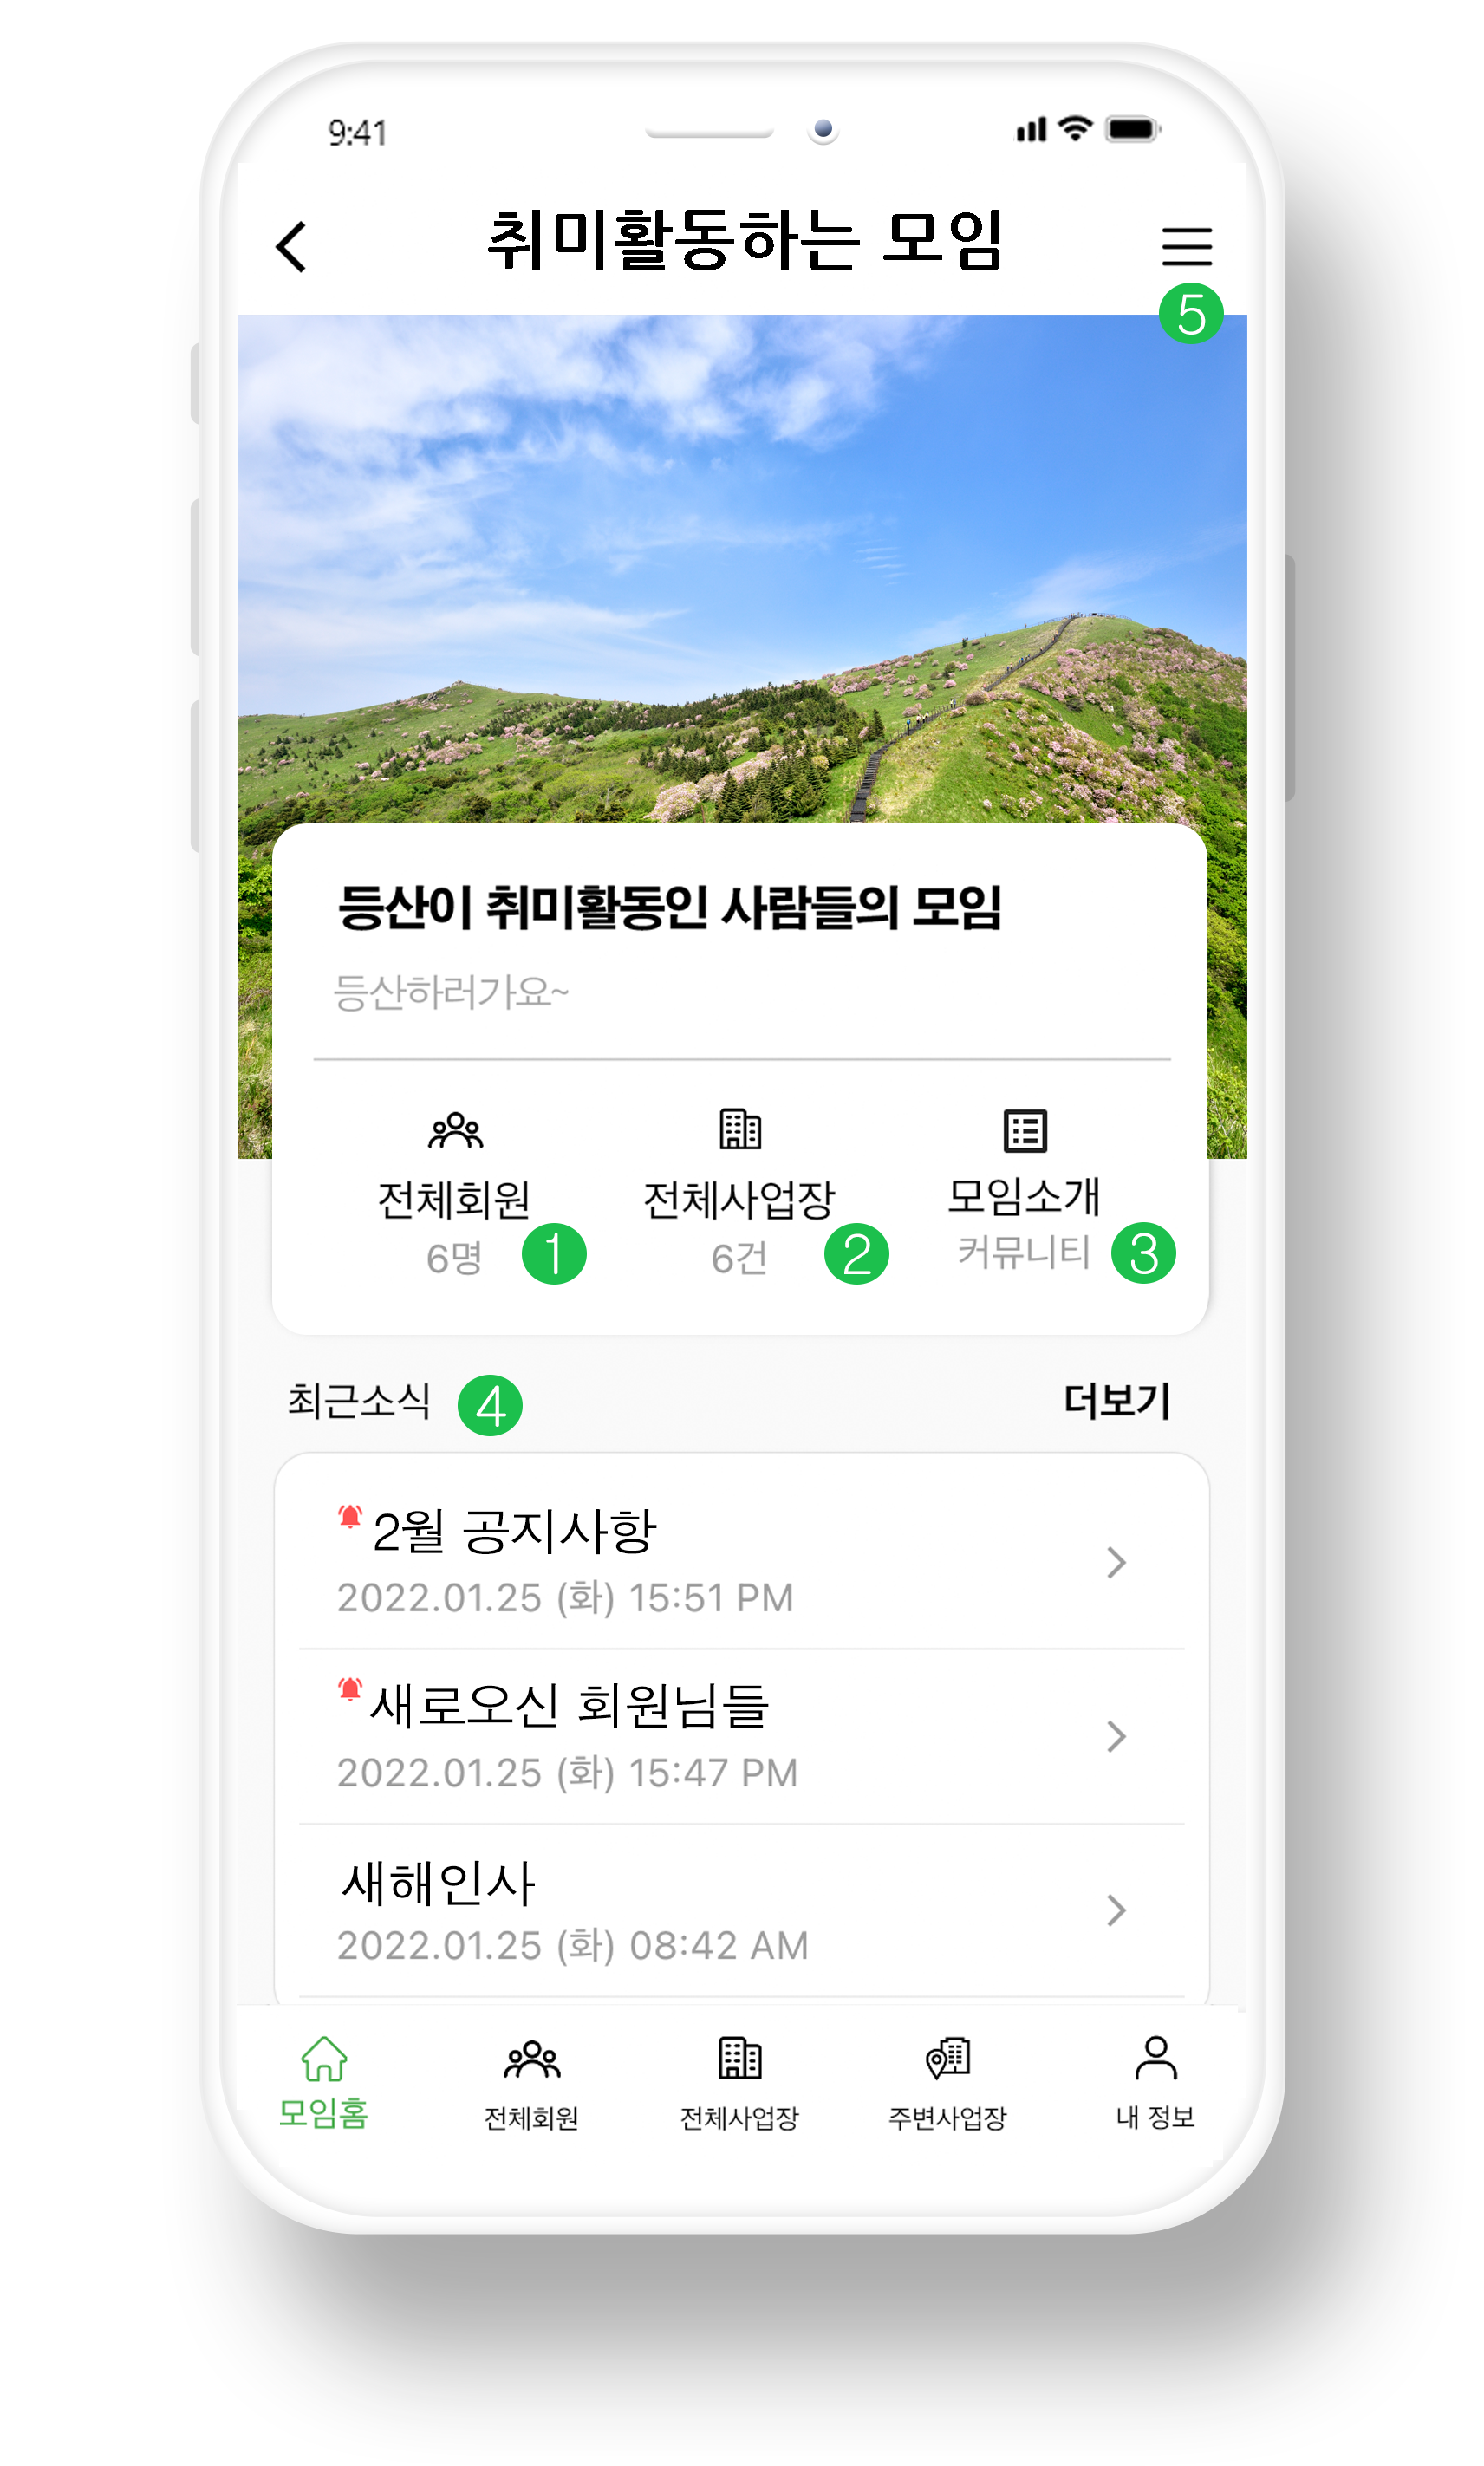 9:41
취미활동하는 모임
5
등산이 취미활동인 사람들의 모임
등산하러가요~
전체회원 전체사업장 모임소개
6명 1 6건 2 커뮤니티 3
최근소식 4 더보기
2월 공지사항
2022.01.25 (화) 15:51 PM
새로오신 회원님들
2022.01.25 (화) 15:47 PM
새해인사
2022.01.25 (화) 08:42 AM
모임홈 전체회원 전체사업장 주변사업장 내 정보